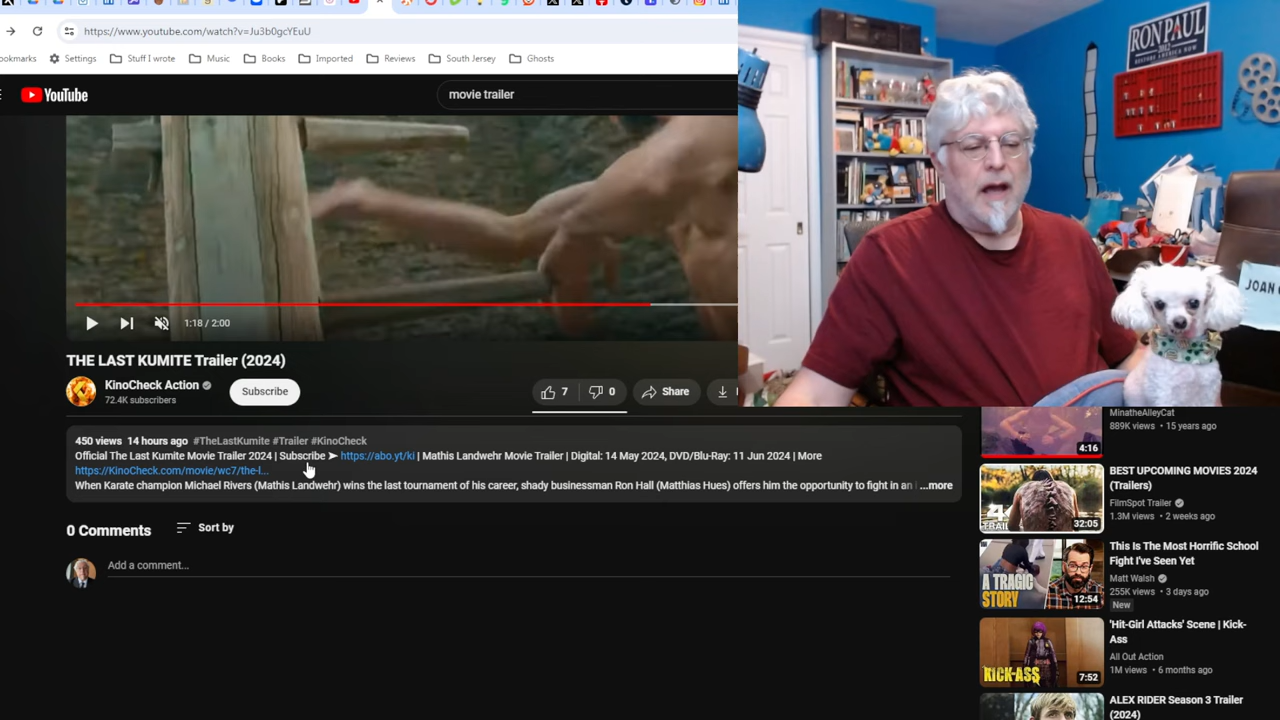 https://www.youtube.com/watch?v=Ju3b0gcYEuU
ookmarks Settings Stuff I wrote Music Books Imported Reviews South Jersey Ghosts
YouTube
movie trailer
RON PAUL
2012
RESTORE AMERICA NOW
JOAN
1:18 / 2:00
THE LAST KUMITE Trailer (2024)
KinoCheck Action
72.4K subscribers
Subscribe
7 0 Share
450 views 14 hours ago #TheLastKumite #Trailer #KinoCheck
Official The Last Kumite Movie Trailer 2024 | Subscribe ➤ https://abo.yt/ki | Mathis Landwehr Movie Trailer | Digital: 14 May 2024, DVD/Blu-Ray: 11 Jun 2024 | More
https://KinoCheck.com/movie/wc7/the-l...
When Karate champion Michael Rivers (Mathis Landwehr) wins the last tournament of his career, shady businessman Ron Hall (Matthias Hues) offers him the opportunity to fight in an ...more
0 Comments Sort by
Add a comment...
MinatheAlleyCat
889K views • 15 years ago
4:16
BEST UPCOMING MOVIES 2024
(Trailers)
FilmSpot Trailer
1.3M views • 2 weeks ago
4
TRAIL
32:05
This Is The Most Horrific School
Fight I've Seen Yet
Matt Walsh
255K views • 3 days ago
New
A TRAGIC
STORY
12:54
'Hit-Girl Attacks' Scene | Kick-
Ass
All Out Action
1M views • 6 months ago
KICK-ASS
7:52
ALEX RIDER Season 3 Trailer
(2024)